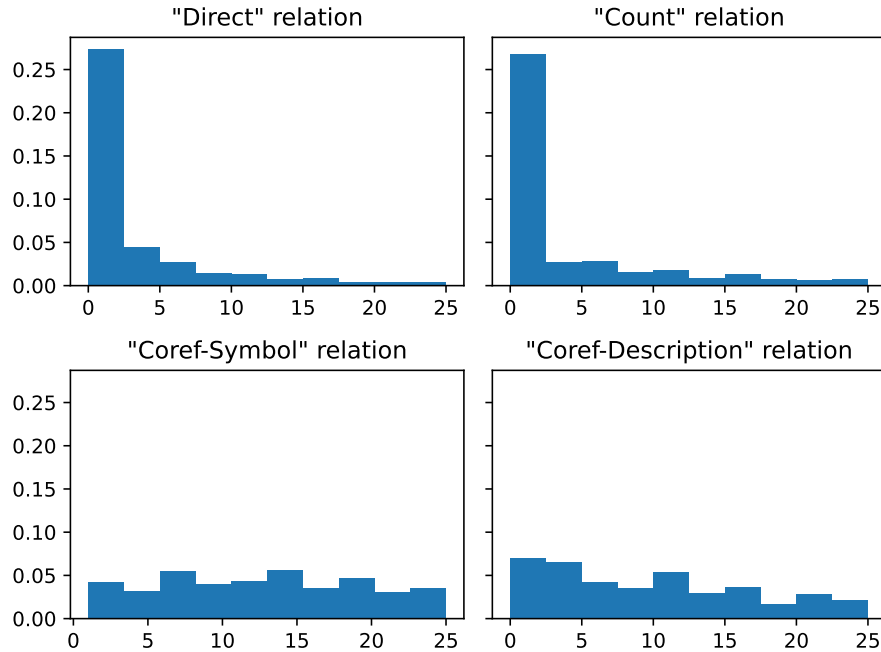 "Direct" relation
"Count" relation
0.25
0.20
0.15
0.10
0.05
0.00
0 5 10 15 20 25
0 5 10 15 20 25
"Coref-Symbol" relation
"Coref-Description" relation
0.25
0.20
0.15
0.10
0.05
0.00
0 5 10 15 20 25
0 5 10 15 20 25